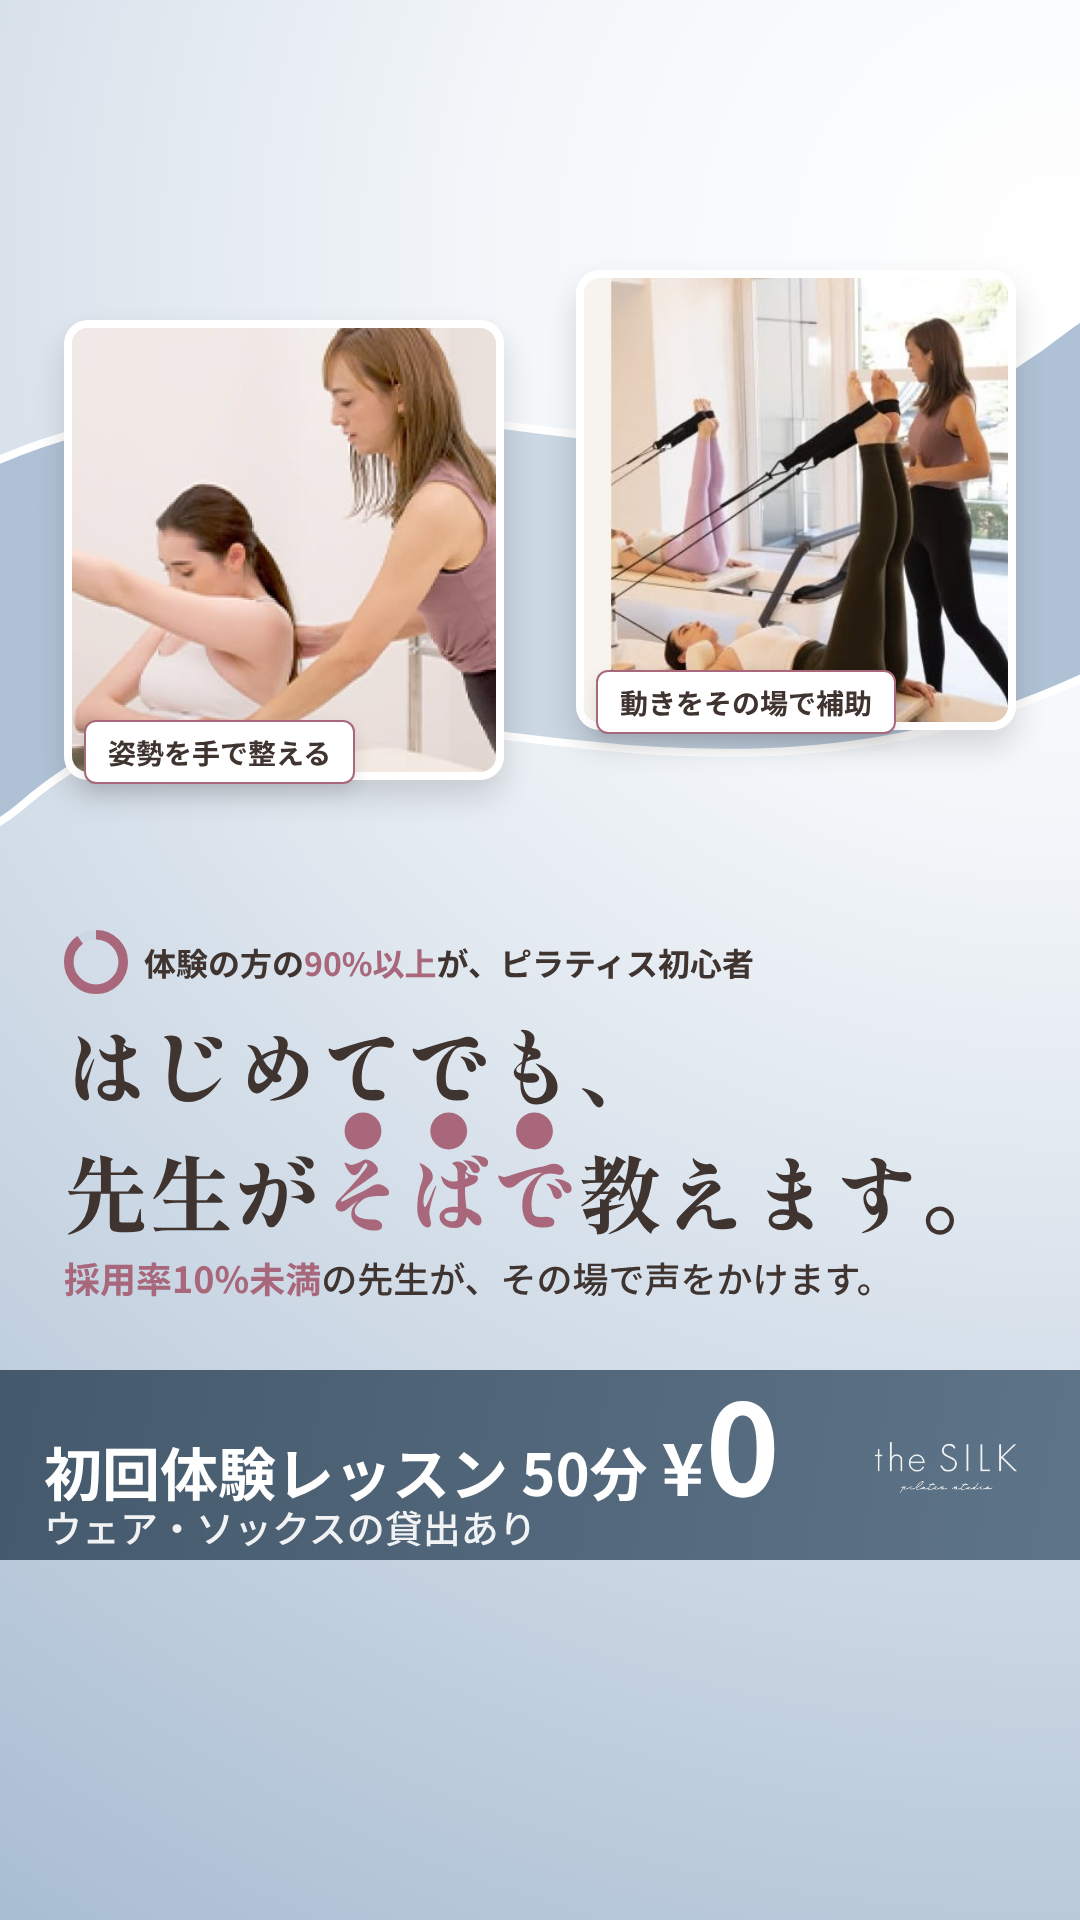 動きをその場で補助
姿勢を手で整える
体験の方の90%以上が、ピラティス初心者
はじめてでも、
先生がそばで教えます。
採用率10%未満の先生が、その場で声をかけます。
初回体験レッスン 50分 ¥0
ウェア・ソックスの貸出あり
the SILK
pilates studio